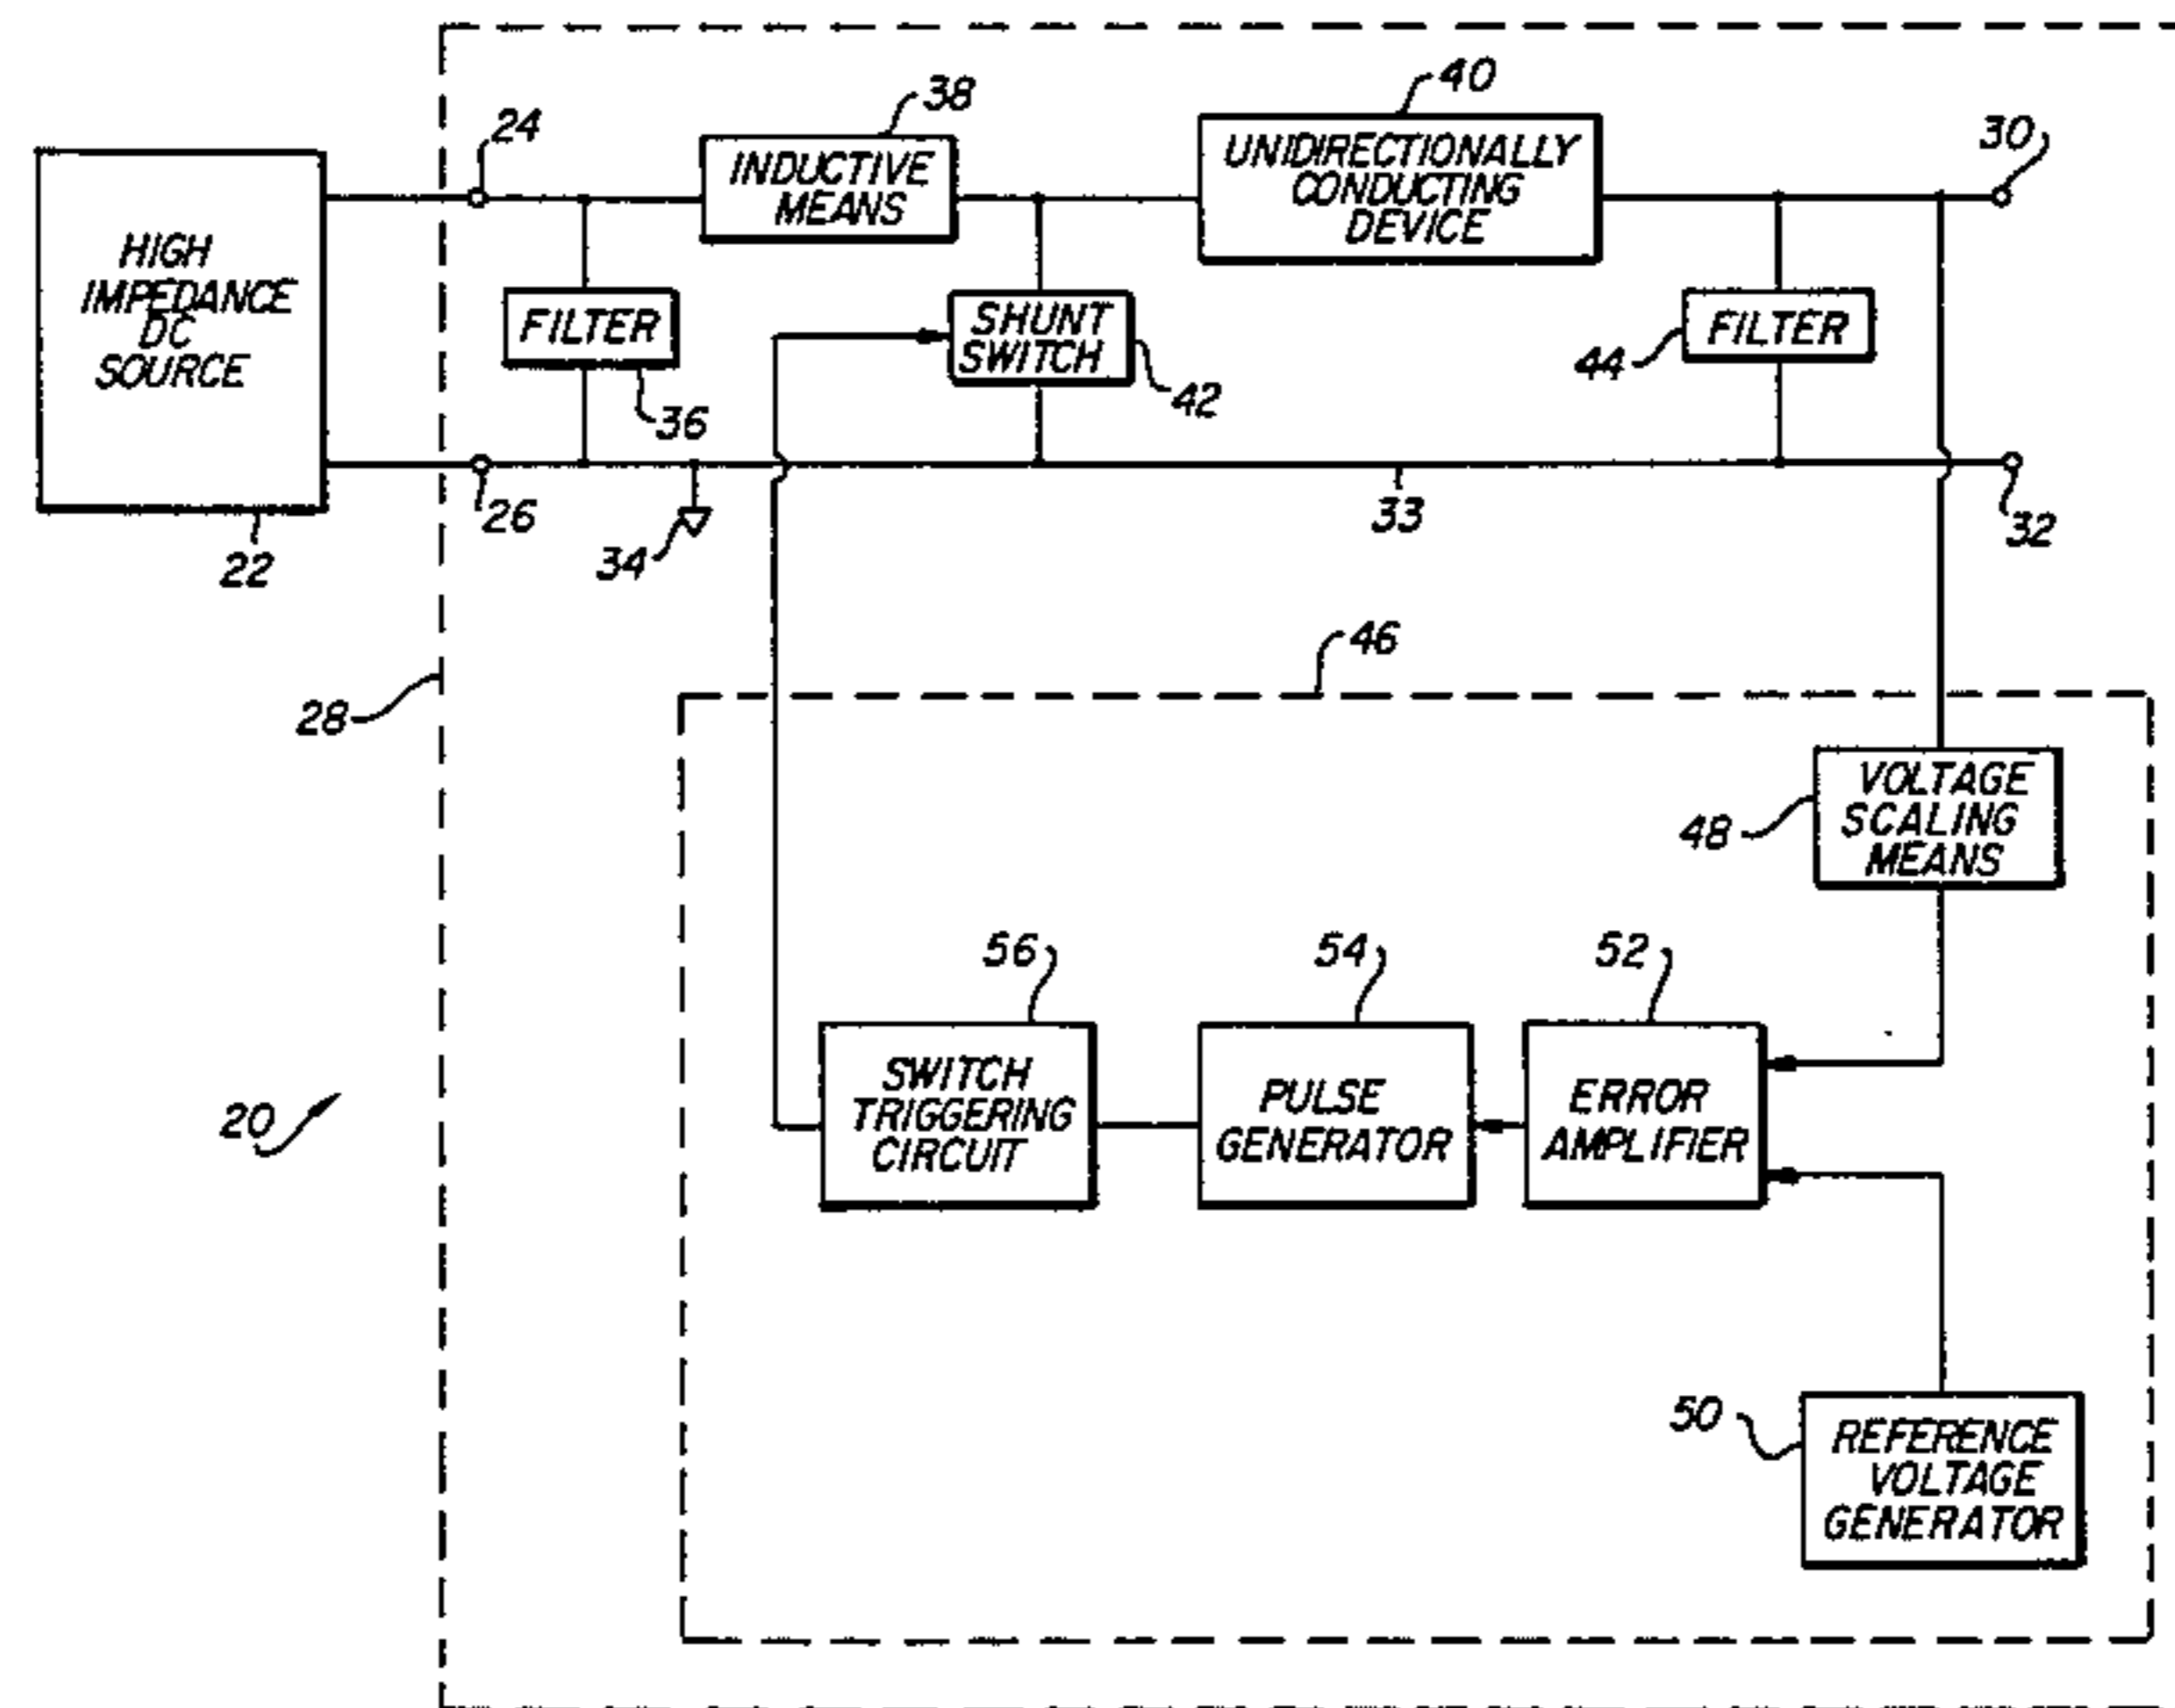 40
38
24
30
INDUCTIVE
MEANS
UNIDIRECTIONALLY
CONDUCTING
DEVICE
HIGH
IMPEDANCE
DC
SOURCE
FILTER
SHUNT
SWITCH
FILTER
44
42
36
26
33
32
34
22
46
28
VOLTAGE
SCALING
MEANS
48
56
54
52
SWITCH
TRIGGERING
CIRCUIT
PULSE
GENERATOR
ERROR
AMPLIFIER
20
50
REFERENCE
VOLTAGE
GENERATOR